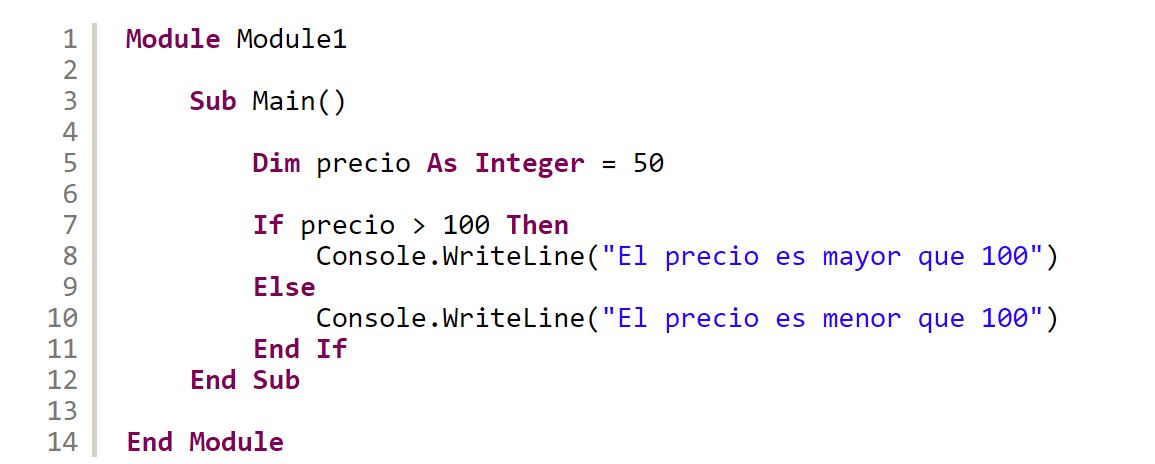 1 Module Module1
2
3 Sub Main()
4
5 Dim precio As Integer = 50
6
7 If precio > 100 Then
8 Console.WriteLine("El precio es mayor que 100")
9 Else
10 Console.WriteLine("El precio es menor que 100")
11 End If
12 End Sub
13
14 End Module